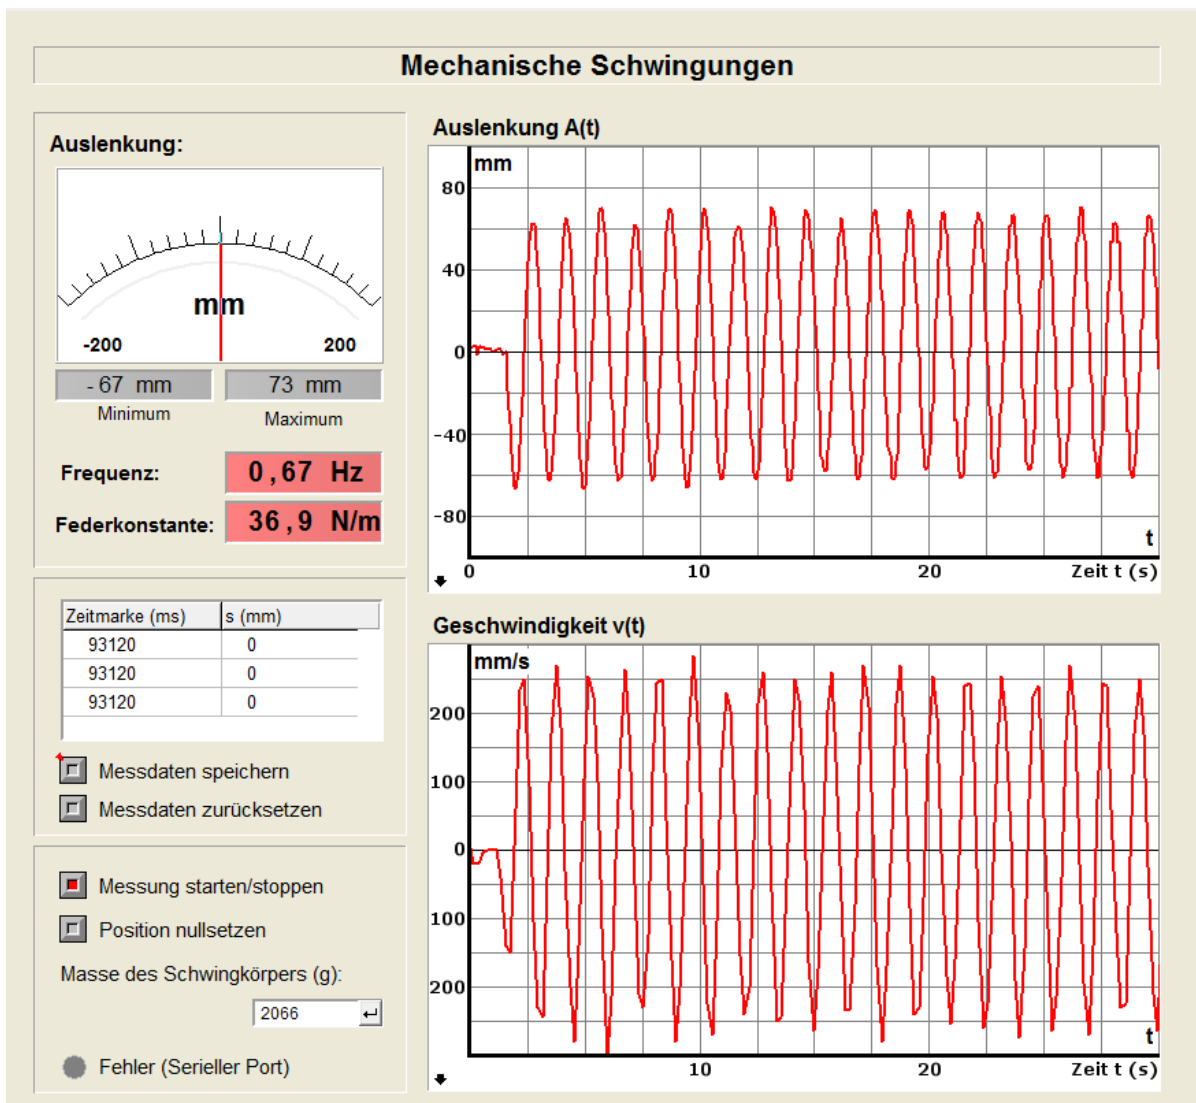 Mechanische Schwingungen
Auslenkung:
mm
-200 200
- 67 mm 73 mm
Minimum Maximum
Frequenz: 0,67 Hz
Federkonstante: 36,9 N/m
Zeitmarke (ms) s (mm)
93120 0
93120 0
93120 0
Messdaten speichern
Messdaten zurücksetzen
Messung starten/stoppen
Position nullsetzen
Masse des Schwingkörpers (g):
2066
Fehler (Serieller Port)
Auslenkung A(t)
mm
80
40
0
-40
-80
t
0 10 20 Zeit t (s)
Geschwindigkeit v(t)
mm/s
200
100
0
100
200
t
10 20 Zeit t (s)